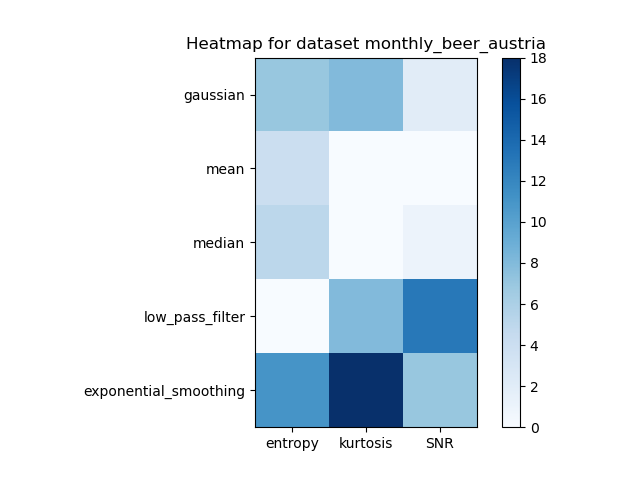 Heatmap for dataset monthly_beer_austria
gaussian
mean
median
low_pass_filter
exponential_smoothing
entropy kurtosis SNR
18
16
14
12
10
8
6
4
2
0